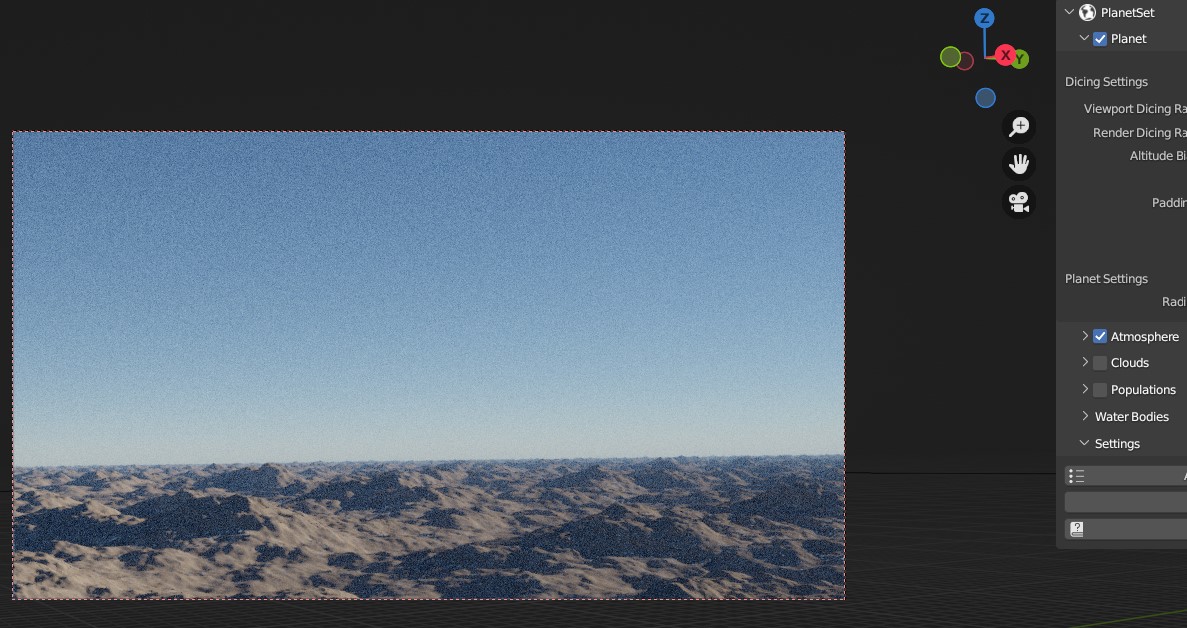 Z
X
Y
PlanetSet
Planet
Dicing Settings
Viewport Dicing Ra
Render Dicing Ra
Altitude Bi
Paddin
Planet Settings
Radi
Atmosphere
Clouds
Populations
Water Bodies
Settings